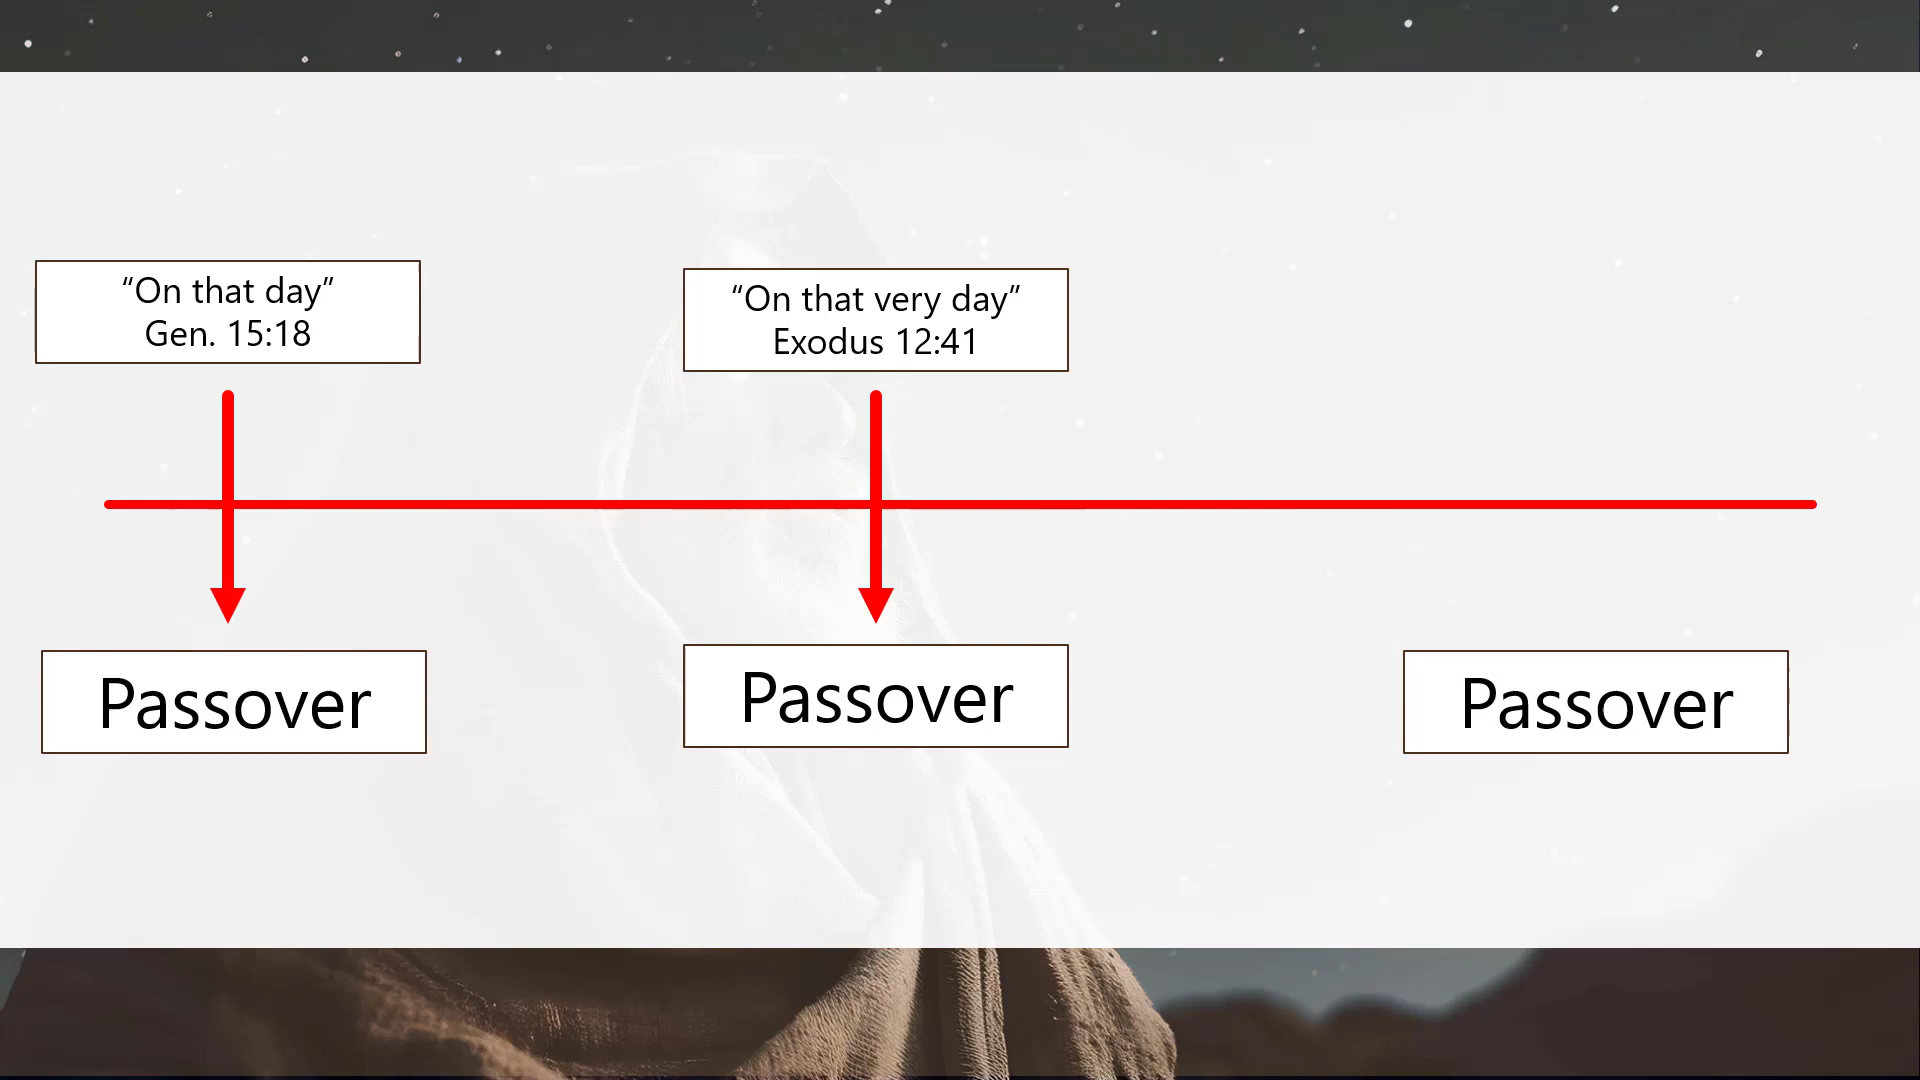 “On that day”
Gen. 15:18
“On that very day”
Exodus 12:41
Passover
Passover
Passover